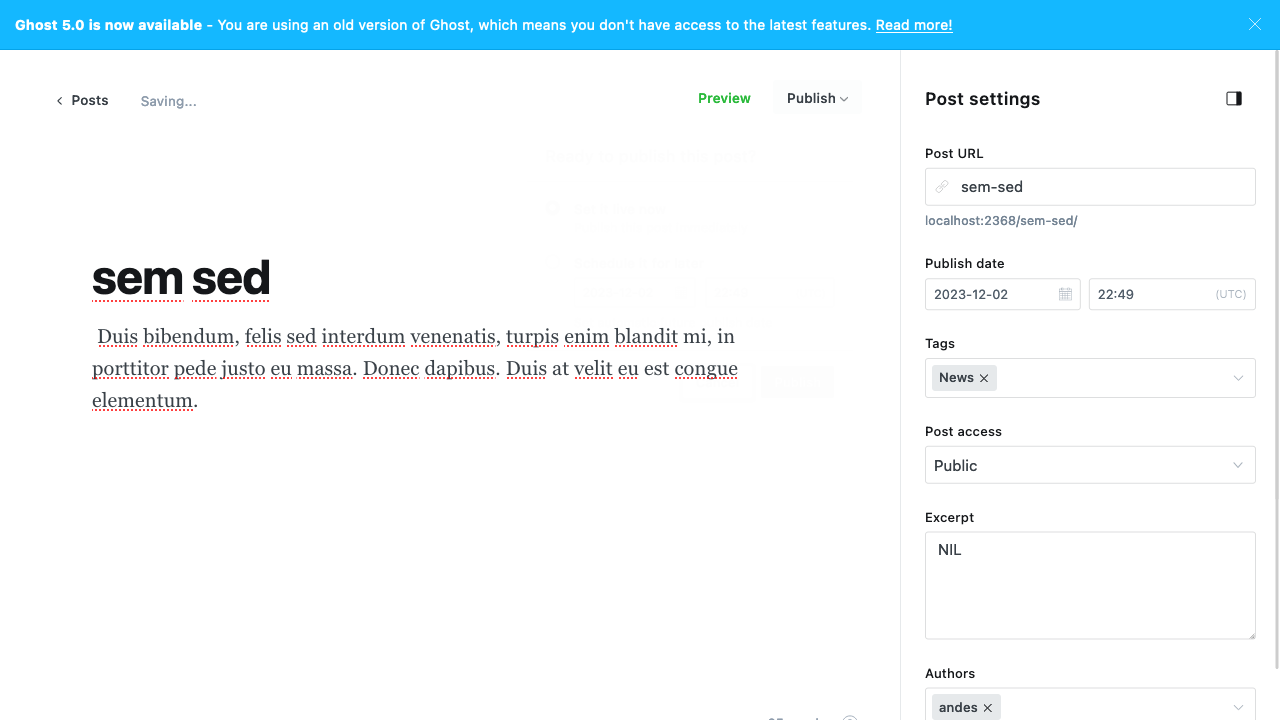 Ghost 5.0 is now available - You are using an old version of Ghost, which means you don't have access to the latest features. Read more!
Posts
Saving...
Preview
Publish
sem sed
Duis bibendum, felis sed interdum venenatis, turpis enim blandit mi, in
porttitor pede justo eu massa. Donec dapibus. Duis at velit eu est congue
elementum.
Post settings
Post URL
sem-sed
localhost:2368/sem-sed/
Publish date
2023-12-02
22:49
(UTC)
Tags
News
Post access
Public
Excerpt
NIL
Authors
andes